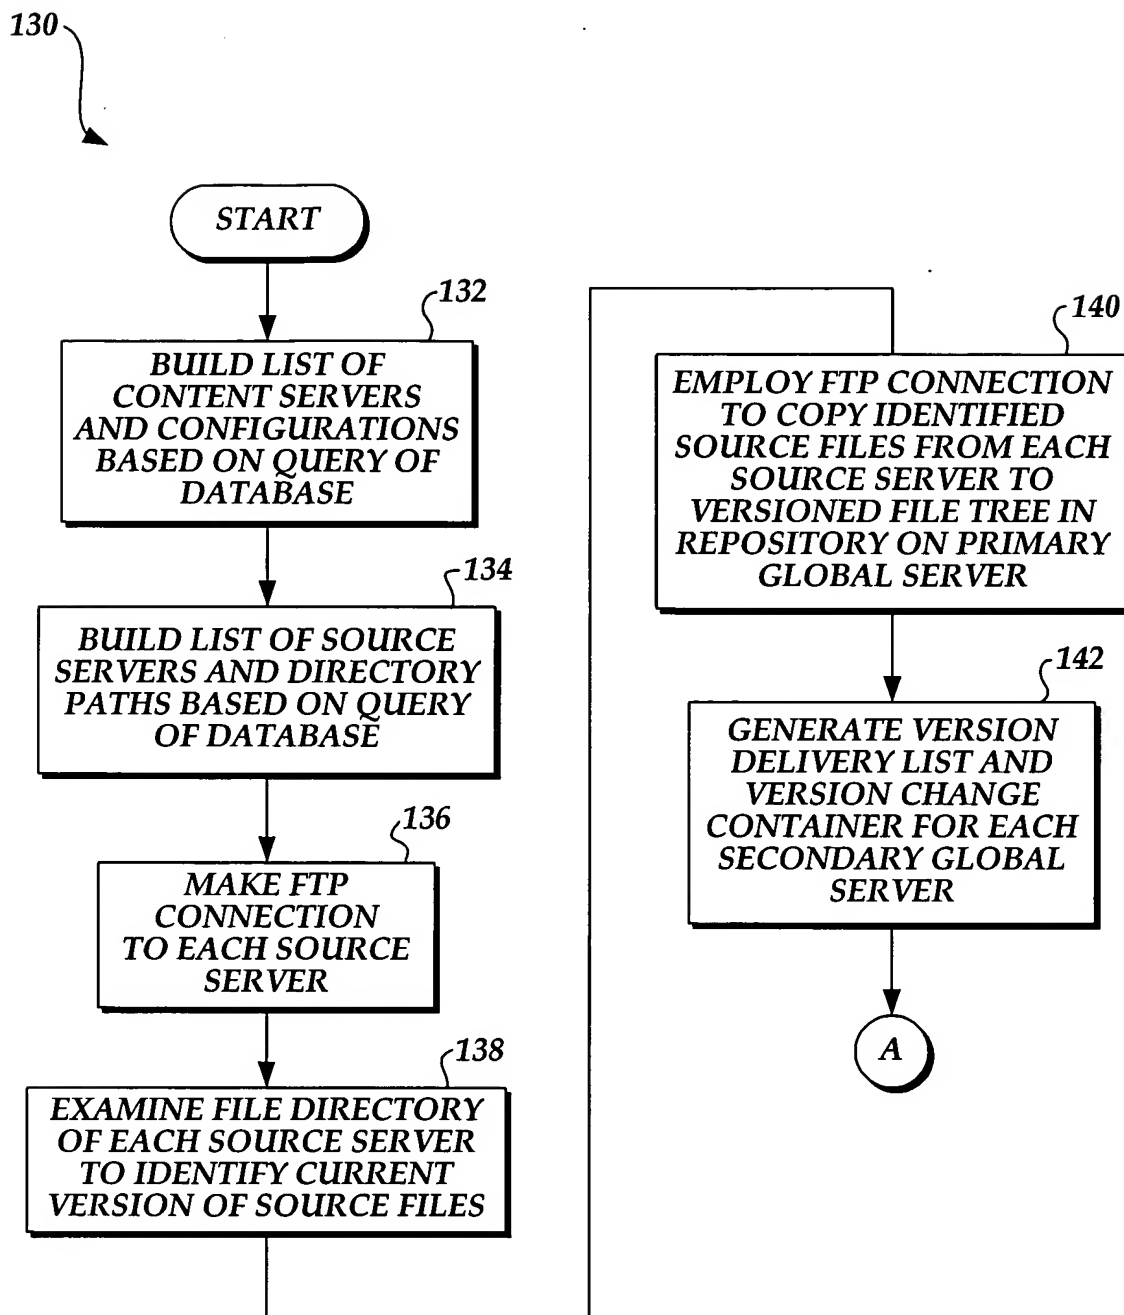 130
START
132
BUILD LIST OF
CONTENT SERVERS
AND CONFIGURATIONS
BASED ON QUERY OF
DATABASE
134
BUILD LIST OF SOURCE
SERVERS AND DIRECTORY
PATHS BASED ON QUERY
OF DATABASE
136
MAKE FTP
CONNECTION
TO EACH SOURCE
SERVER
138
EXAMINE FILE DIRECTORY
OF EACH SOURCE SERVER
TO IDENTIFY CURRENT
VERSION OF SOURCE FILES
140
EMPLOY FTP CONNECTION
TO COPY IDENTIFIED
SOURCE FILES FROM EACH
SOURCE SERVER TO
VERSIONED FILE TREE IN
REPOSITORY ON PRIMARY
GLOBAL SERVER
142
GENERATE VERSION
DELIVERY LIST AND
VERSION CHANGE
CONTAINER FOR EACH
SECONDARY GLOBAL
SERVER
A